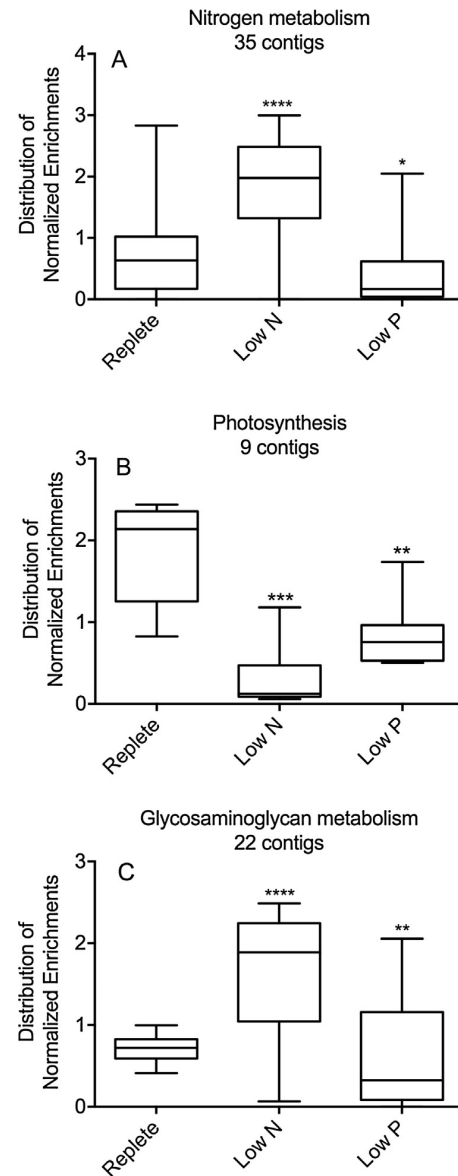 Nitrogen metabolism
35 contigs
A
Distribution of
Normalized Enrichments
4
3
2
1
0
****
*
Replete
Low N
Low P
Photosynthesis
9 contigs
B
Distribution of
Normalized Enrichments
3
2
1
0
***
**
Replete
Low N
Low P
Glycosaminoglycan metabolism
22 contigs
C
Distribution of
Normalized Enrichments
3
2
1
0
****
**
Replete
Low N
Low P